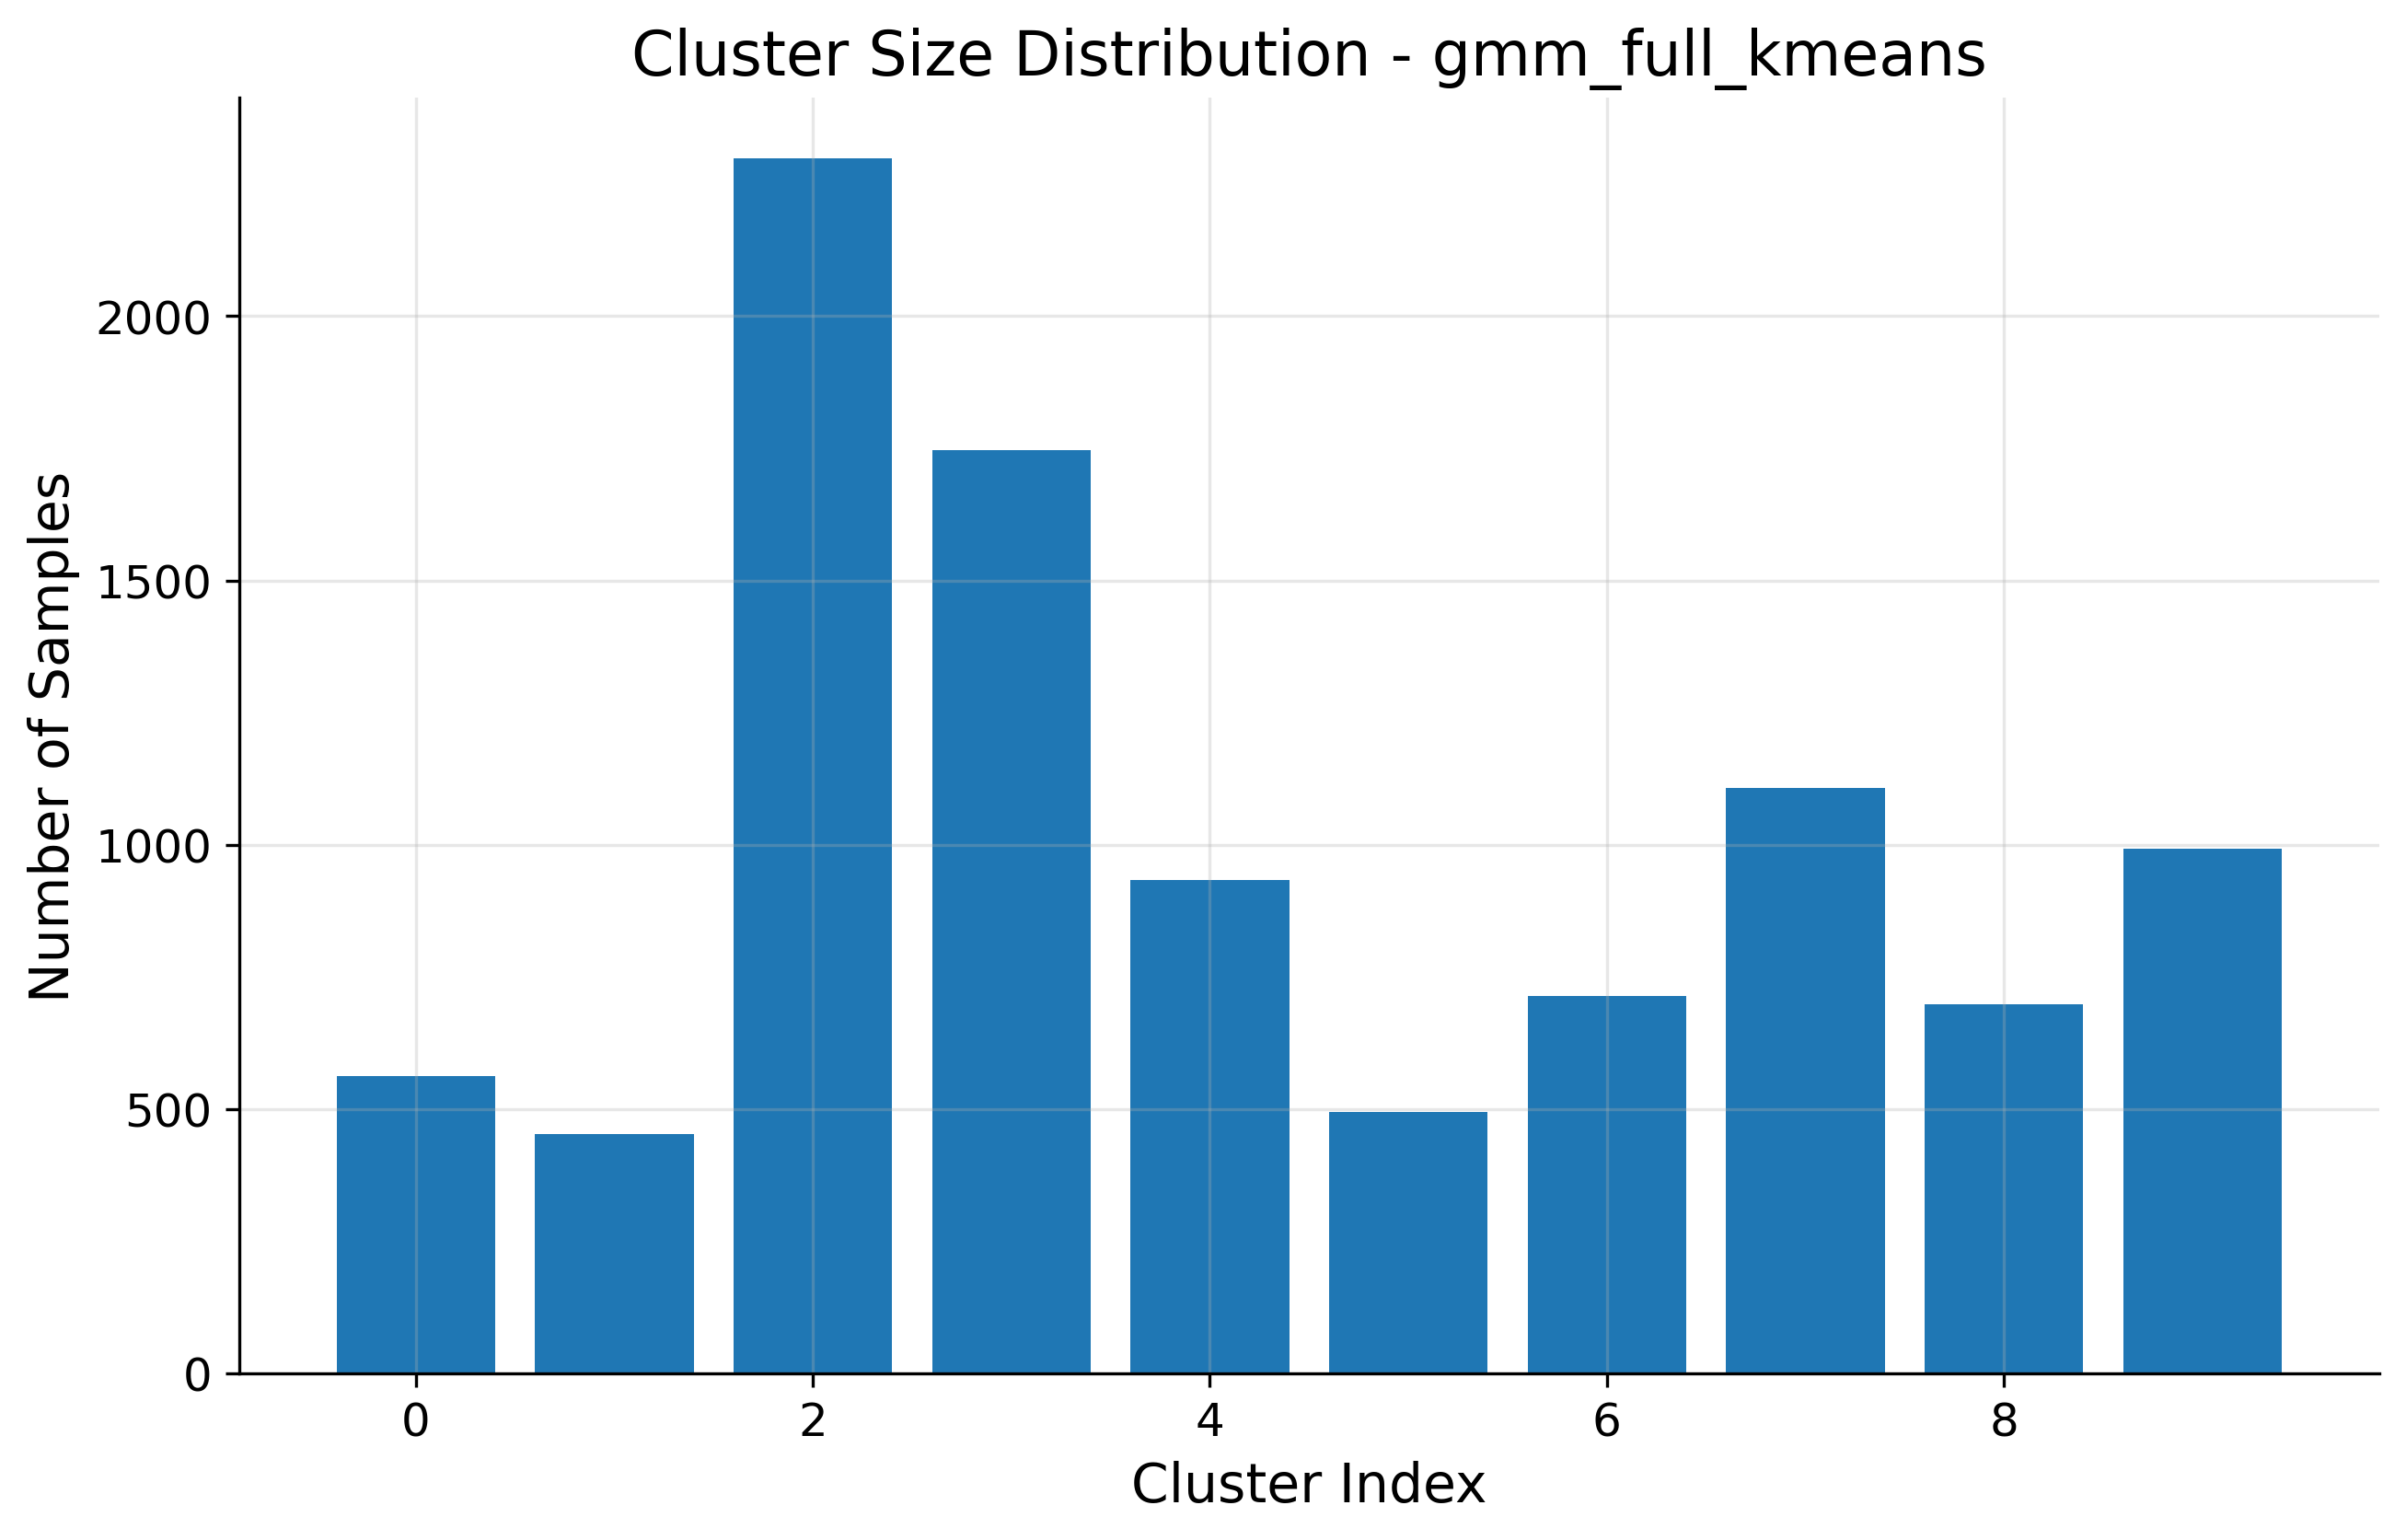 Cluster Size Distribution - gmm_full_kmeans
Number of Samples
2000
1500
1000
500
0
0 2 4 6 8
Cluster Index